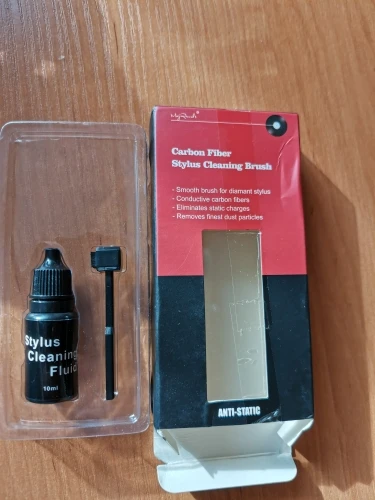 Carbon Fiber
Stylus Cleaning Brush
- Smooth brush for diamant stylus
- Conductive carbon fibers
- Eliminates static charges
- Removes finest dust particles
ANTI-STATIC
Stylus
Cleaning
Fluid
10ml